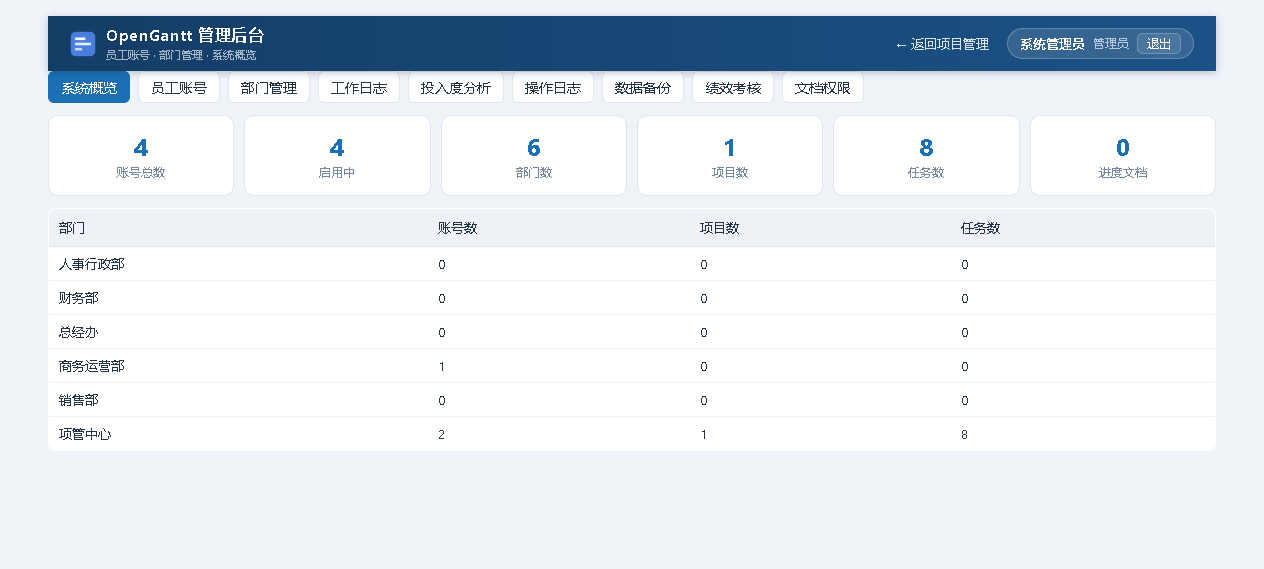 OpenGantt 管理后台
员工账号 · 部门管理 · 系统概览
← 返回项目管理 系统管理员 管理员 退出
系统概览 员工账号 部门管理 工作日志 投入度分析 操作日志 数据备份 绩效考核 文档权限
4 4 6 1 8 0
账号总数 启用中 部门数 项目数 任务数 进度文档
部门 账号数 项目数 任务数
人事行政部 0 0 0
财务部 0 0 0
总经办 0 0 0
商务运营部 1 0 0
销售部 0 0 0
项管中心 2 1 8